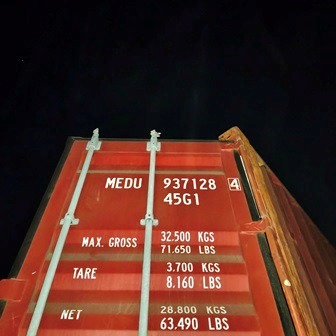 MEDU 937128 4
45G1
MAX. GROSS 32.500 KGS
71.650 LBS
TARE 3.700 KGS
8.160 LBS
NET 28.800 KGS
63.490 LBS